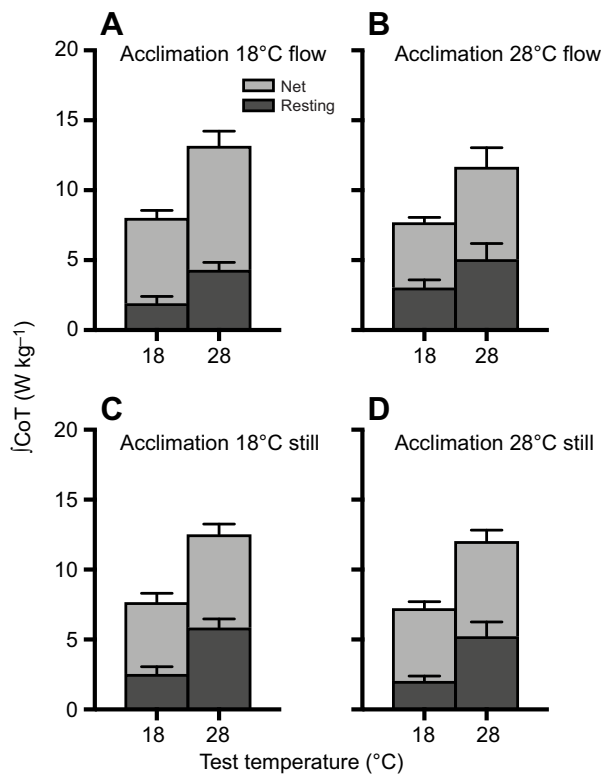 A
Acclimation 18°C flow
Net
Resting
20
15
10
5
0
18
28
B
Acclimation 28°C flow
18
28
∫CoT (W kg–1)
C
Acclimation 18°C still
20
15
10
5
0
18
28
D
Acclimation 28°C still
18
28
Test temperature (°C)